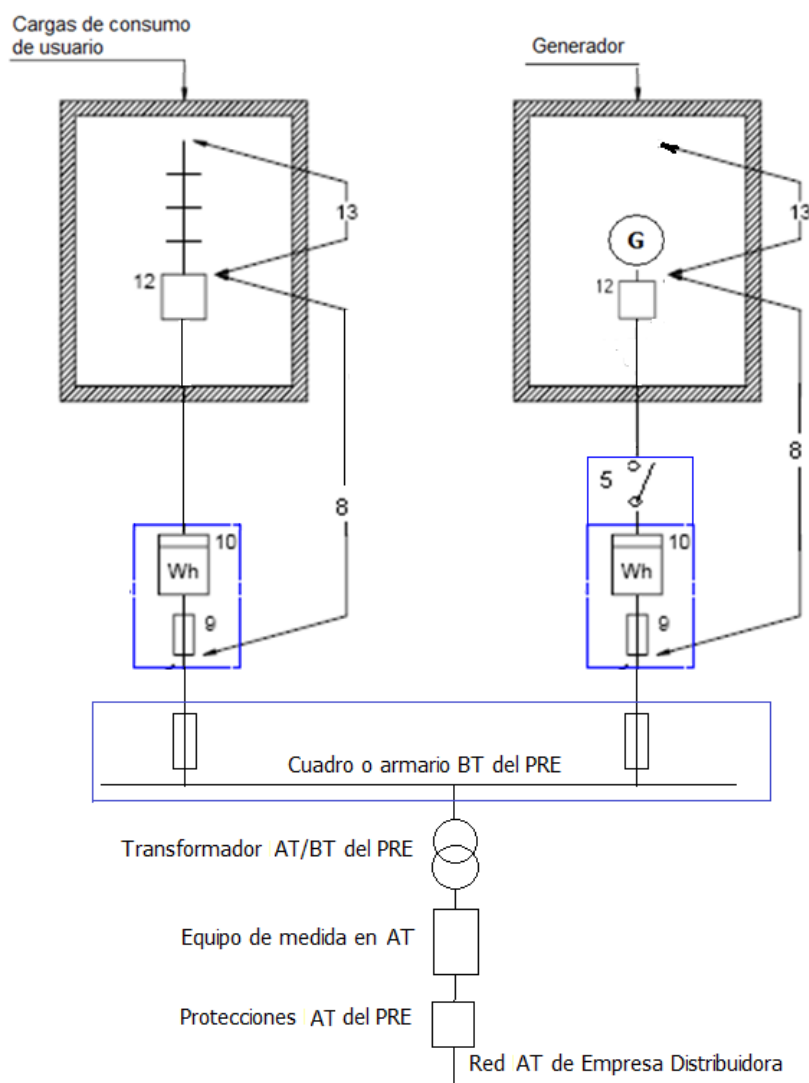 Cargas de consumo
de usuario
Generador
13
13
12
G
12
8
8
5
10
Wh
9
10
Wh
9
Cuadro o armario BT del PRE
Transformador AT/BT del PRE
Equipo de medida en AT
Protecciones AT del PRE
Red AT de Empresa Distribuidora